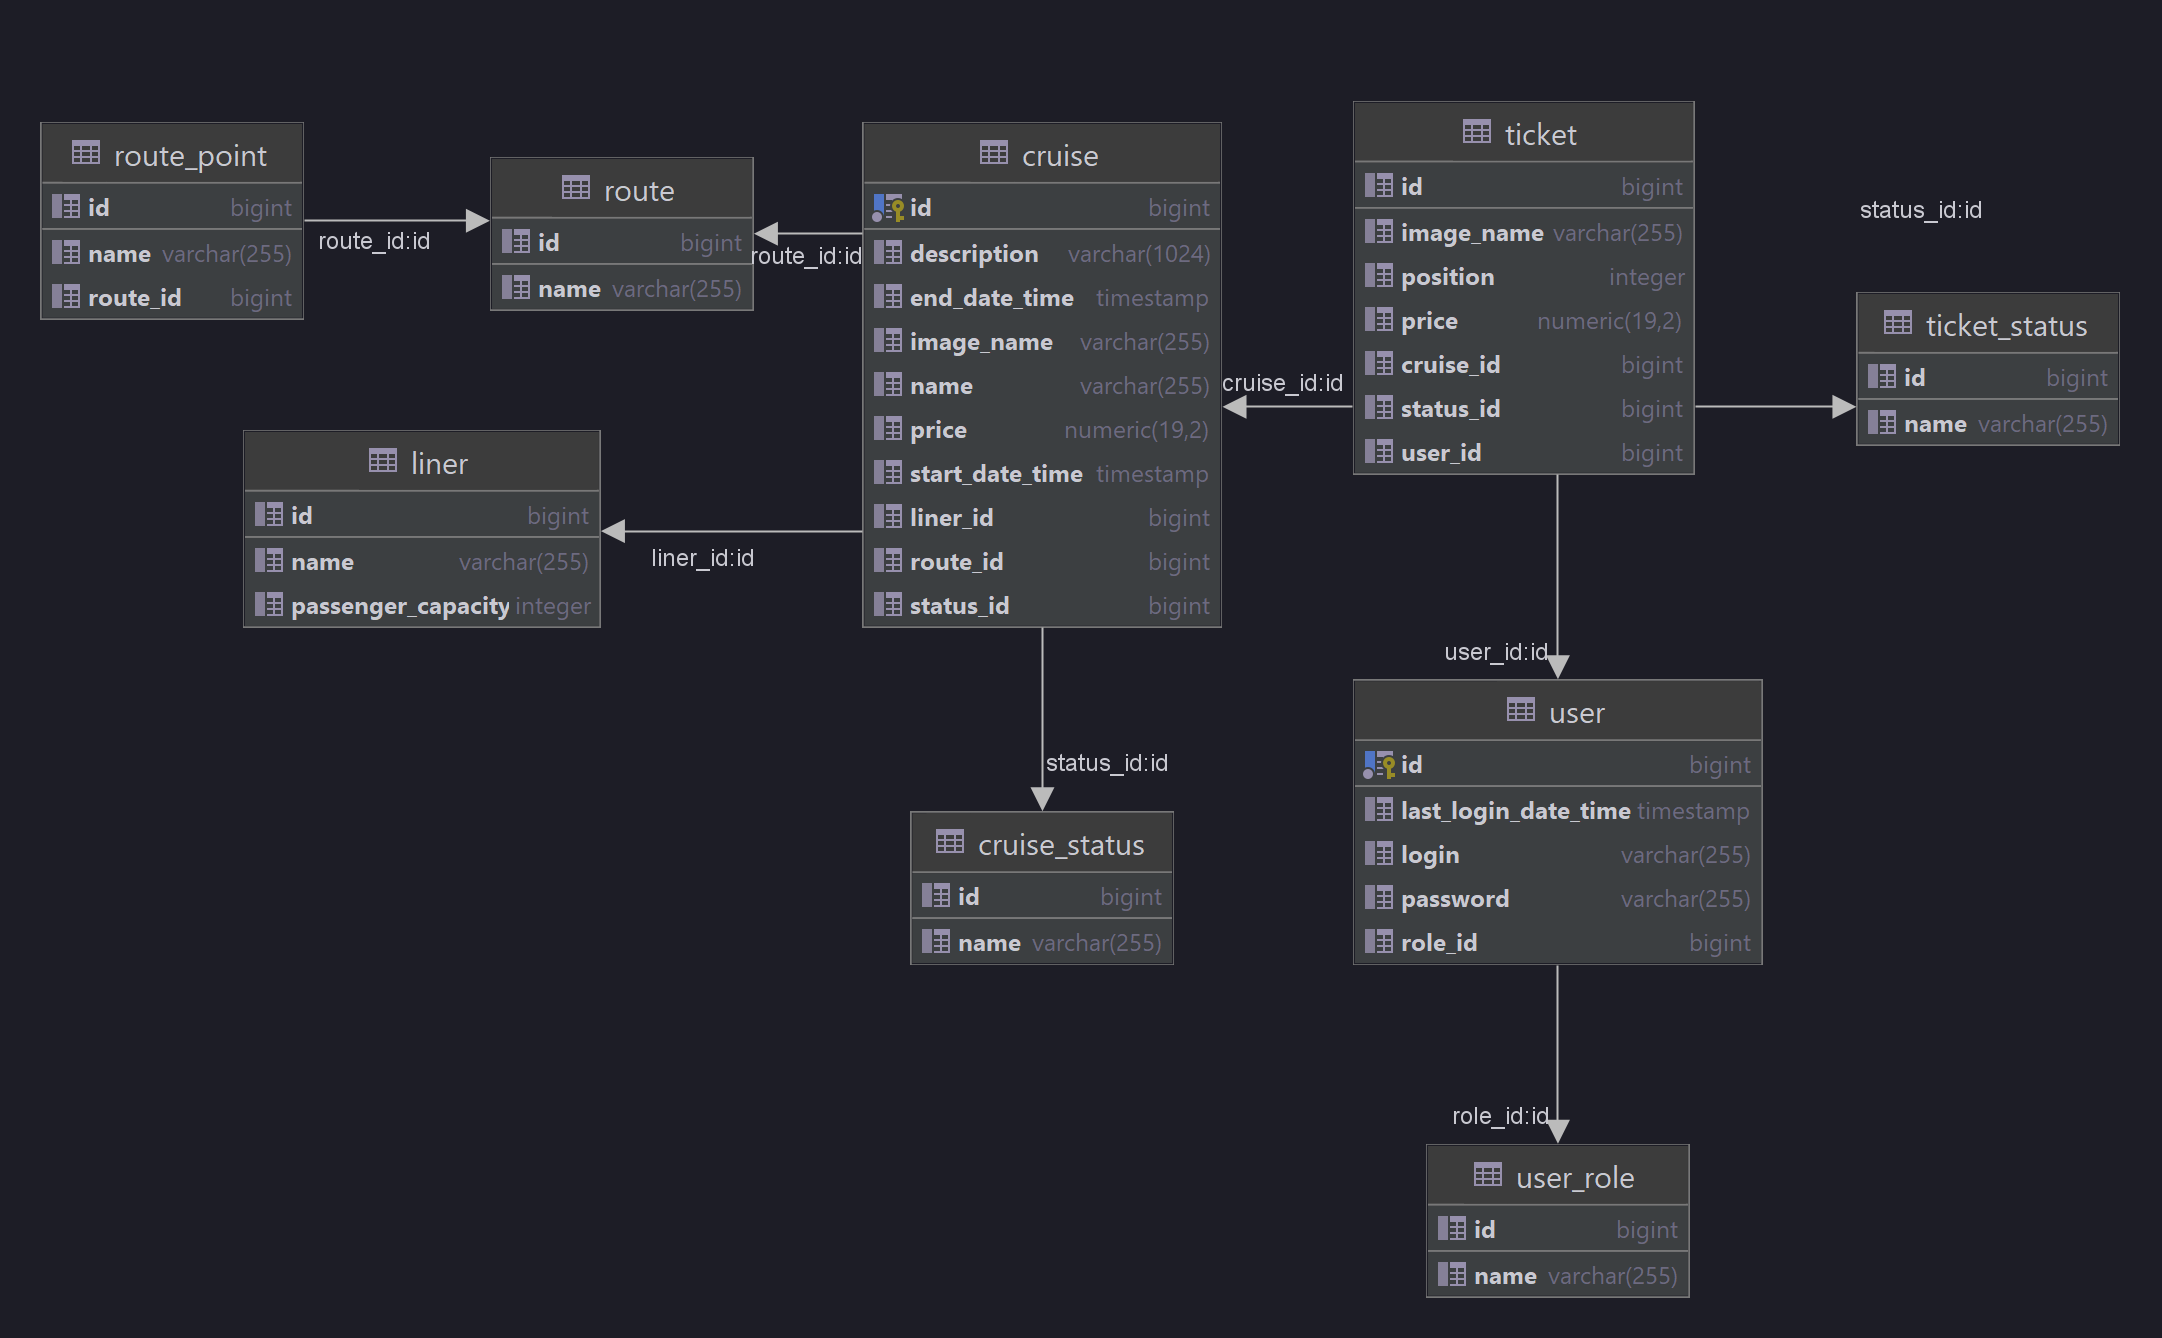 route_point
id bigint
name varchar(255)
route_id bigint
route_id:id
route
id bigint
name varchar(255)
route_id:id
cruise
id bigint
description varchar(1024)
end_date_time timestamp
image_name varchar(255)
name varchar(255)
price numeric(19,2)
start_date_time timestamp
liner_id bigint
route_id bigint
status_id bigint
cruise_id:id
ticket
id bigint
image_name varchar(255)
position integer
price numeric(19,2)
cruise_id bigint
status_id bigint
user_id bigint
status_id:id
ticket_status
id bigint
name varchar(255)
liner
id bigint
name varchar(255)
passenger_capacity integer
liner_id:id
status_id:id
cruise_status
id bigint
name varchar(255)
user_id:id
user
id bigint
last_login_date_time timestamp
login varchar(255)
password varchar(255)
role_id bigint
role_id:id
user_role
id bigint
name varchar(255)